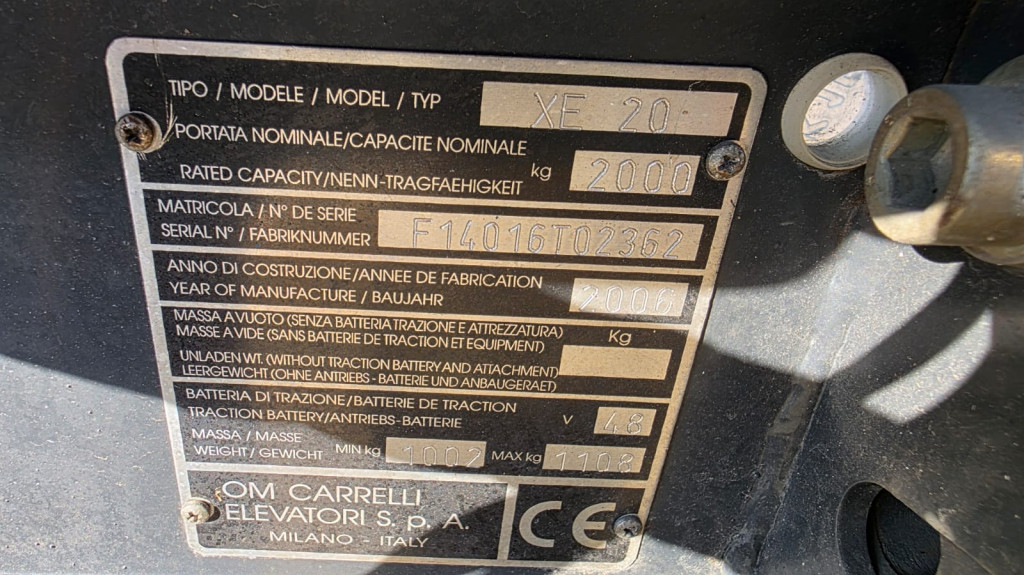 TIPO / MODELE / MODEL / TYP XE 20
PORTATA NOMINALE/CAPACITE NOMINALE
RATED CAPACITY/NENN-TRAGFAEHIGKEIT kg 2000
MATRICOLA / N° DE SERIE
SERIAL N° / FABRIKNUMMER F14016T02362
ANNO DI COSTRUZIONE/ANNEE DE FABRICATION
YEAR OF MANUFACTURE / BAUJAHR 2006
MASSA A VUOTO (SENZA BATTERIA TRAZIONE E ATTREZZATURA) Kg
MASSE A VIDE (SANS BATTERIE DE TRACTION ET EQUIPMENT)
UNLADEN WT. (WITHOUT TRACTION BATTERY AND ATTACHMENT)
LEERGEWICHT (OHNE ANTRIEBS - BATTERIE UND ANBAUGERAET)
BATTERIA DI TRAZIONE/BATTERIE DE TRACTION
TRACTION BATTERY/ANTRIEBS-BATTERIE V 48
MASSA / MASSE
WEIGHT / GEWICHT MIN kg 1002 MAX kg 1108
OM CARRELLI
ELEVATORI S. p. A.
MILANO - ITALY
CE